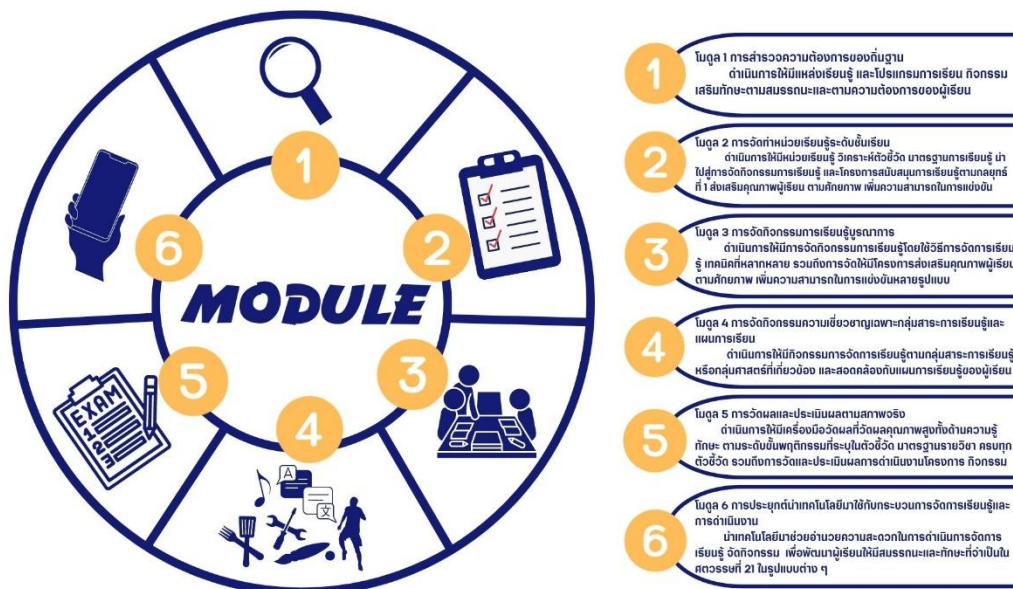 MODULE
1
2
3
4
5
6
EXAM
1
2
3
A
文
1
โมดูล 1 การสำรวจความต้องการของถิ่นฐาน
ดำเนินการให้มีแหล่งเรียนรู้ และโปรแกรมการเรียน กิจกรรม
เสริมทักษะตามสมรรถนะและตามความต้องการของผู้เรียน
2
โมดูล 2 การจัดทำหน่วยเรียนรู้ระดับชั้นเรียน
ดำเนินการให้มีหน่วยเรียนรู้ วิเคราะห์ตัวชี้วัด มาตรฐานการเรียนรู้ นำ
ไปสู่การจัดกิจกรรมการเรียนรู้ และโครงการสนับสนุนการเรียนรู้ตามกลยุทธ์
ที่ 1 ส่งเสริมคุณภาพผู้เรียน ตามศักยภาพ เพิ่มความสามารถในการแข่งขัน
3
โมดูล 3 การจัดกิจกรรมการเรียนรู้บูรณาการ
ดำเนินการให้มีการจัดกิจกรรมการเรียนรู้โดยใช้วิธีการจัดการเรียน
รู้ เทคนิคที่หลากหลาย รวมถึงการจัดให้มีโครงการส่งเสริมคุณภาพผู้เรียน
ตามศักยภาพ เพิ่มความสามารถในการแข่งขันหลายรูปแบบ
4
โมดูล 4 การจัดกิจกรรมความเชี่ยวชาญเฉพาะกลุ่มสาระการเรียนรู้และ
แผนการเรียน
ดำเนินการให้มีกิจกรรมการจัดการเรียนรู้ตามกลุ่มสาระการเรียนรู้
หรือกลุ่มศาสตร์ที่เกี่ยวข้อง และสอดคล้องกับแผนการเรียนรู้ของผู้เรียน
5
โมดูล 5 การวัดผลและประเมินผลตามสภาพจริง
ดำเนินการให้มีเครื่องมือวัดผลที่วัดผลคุณภาพสูงทั้งด้านความรู้
ทักษะ ตามระดับขั้นพฤติกรรมที่ระบุในตัวชี้วัด มาตรฐานรายวิชา ครบทุก
ตัวชี้วัด รวมถึงการวัดและประเมินผลการดำเนินงานโครงการ กิจกรรม
6
โมดูล 6 การประยุกต์นำเทคโนโลยีมาใช้กับกระบวนการจัดการเรียนรู้และ
การดำเนินงาน
นำเทคโนโลยีมาช่วยอำนวยความสะดวกในการดำเนินการจัดการ
เรียนรู้ จัดกิจกรรม เพื่อพัฒนาผู้เรียนให้มีสมรรถนะและทักษะที่จำเป็นใน
ศตวรรษที่ 21 ในรูปแบบต่าง ๆ